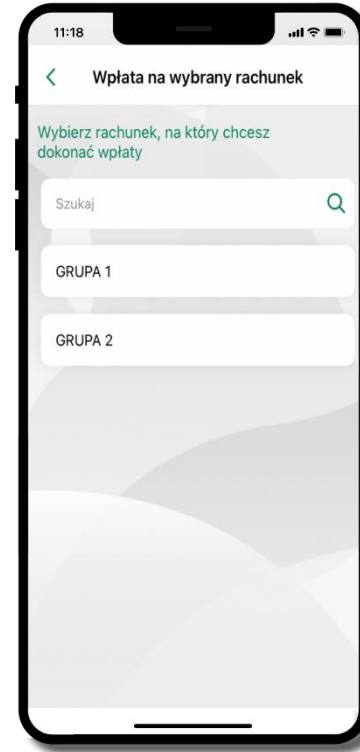 11:18
Wpłata na wybrany rachunek
Wybierz rachunek, na który chcesz
dokonać wpłaty
Szukaj
GRUPA 1
GRUPA 2